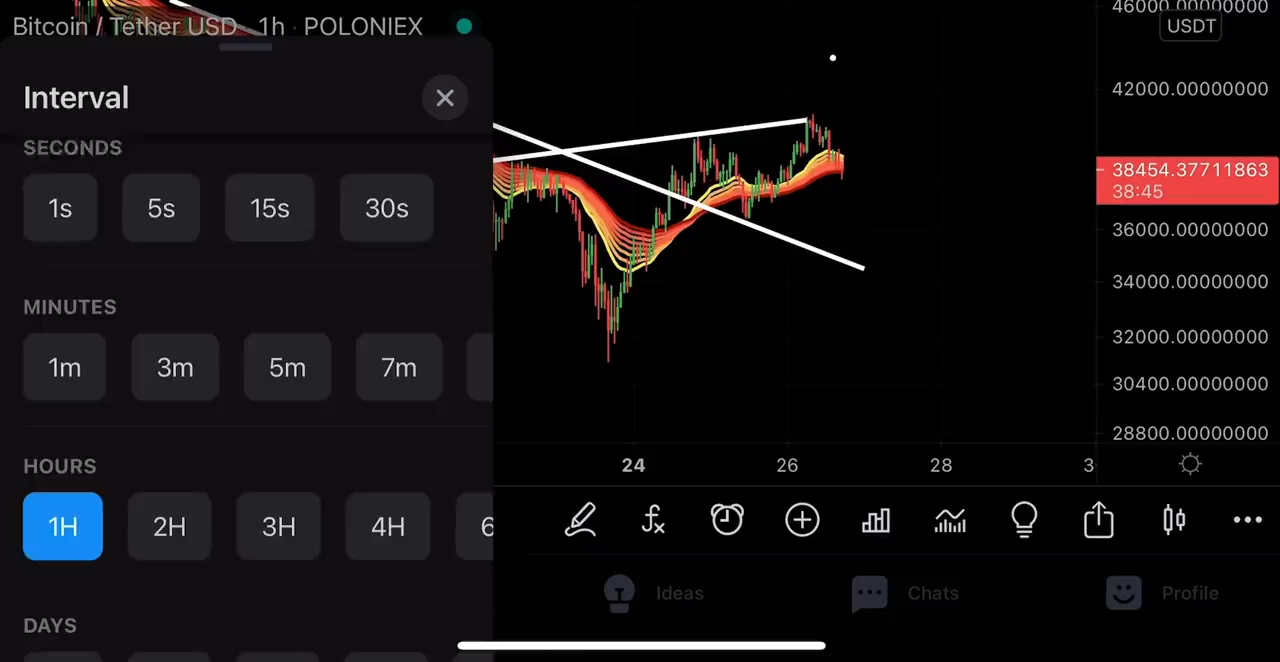 Bitcoin / Tether USD · 1h · POLONIEX
Interval
SECONDS
1s 5s 15s 30s
MINUTES
1m 3m 5m 7m
HOURS
1H 2H 3H 4H 6
DAYS
46000.00000000
USDT
42000.00000000
38454.37711863
38:45
36000.00000000
34000.00000000
32000.00000000
30400.00000000
28800.00000000
24 26 28 3
fx
Ideas Chats Profile